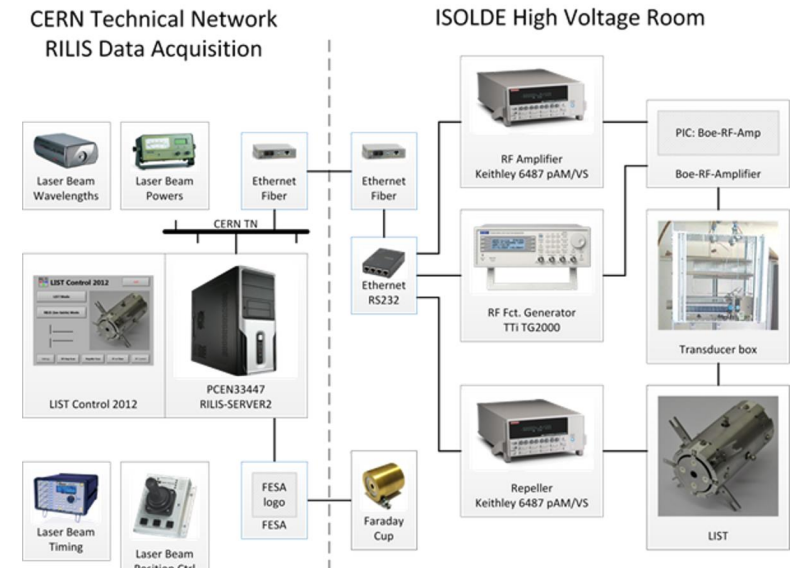 CERN Technical Network
RILIS Data Acquisition
ISOLDE High Voltage Room
Laser Beam
Wavelengths
Laser Beam
Powers
Ethernet
Fiber
Ethernet
Fiber
RF Amplifier
Keithley 6487 pAM/VS
PIC: Boe-RF-Amp
Boe-RF-Amplifier
CERN TN
Ethernet
RS232
RF Fct. Generator
TTi TG2000
Transducer box
LIST Control 2012
LIST Mode
LIST Control 2012
PCEN33447
RILIS-SERVER2
Repeller
Keithley 6487 pAM/VS
LIST
Laser Beam
Timing
Laser Beam
Position Ctrl
FESA
logo
FESA
Faraday
Cup